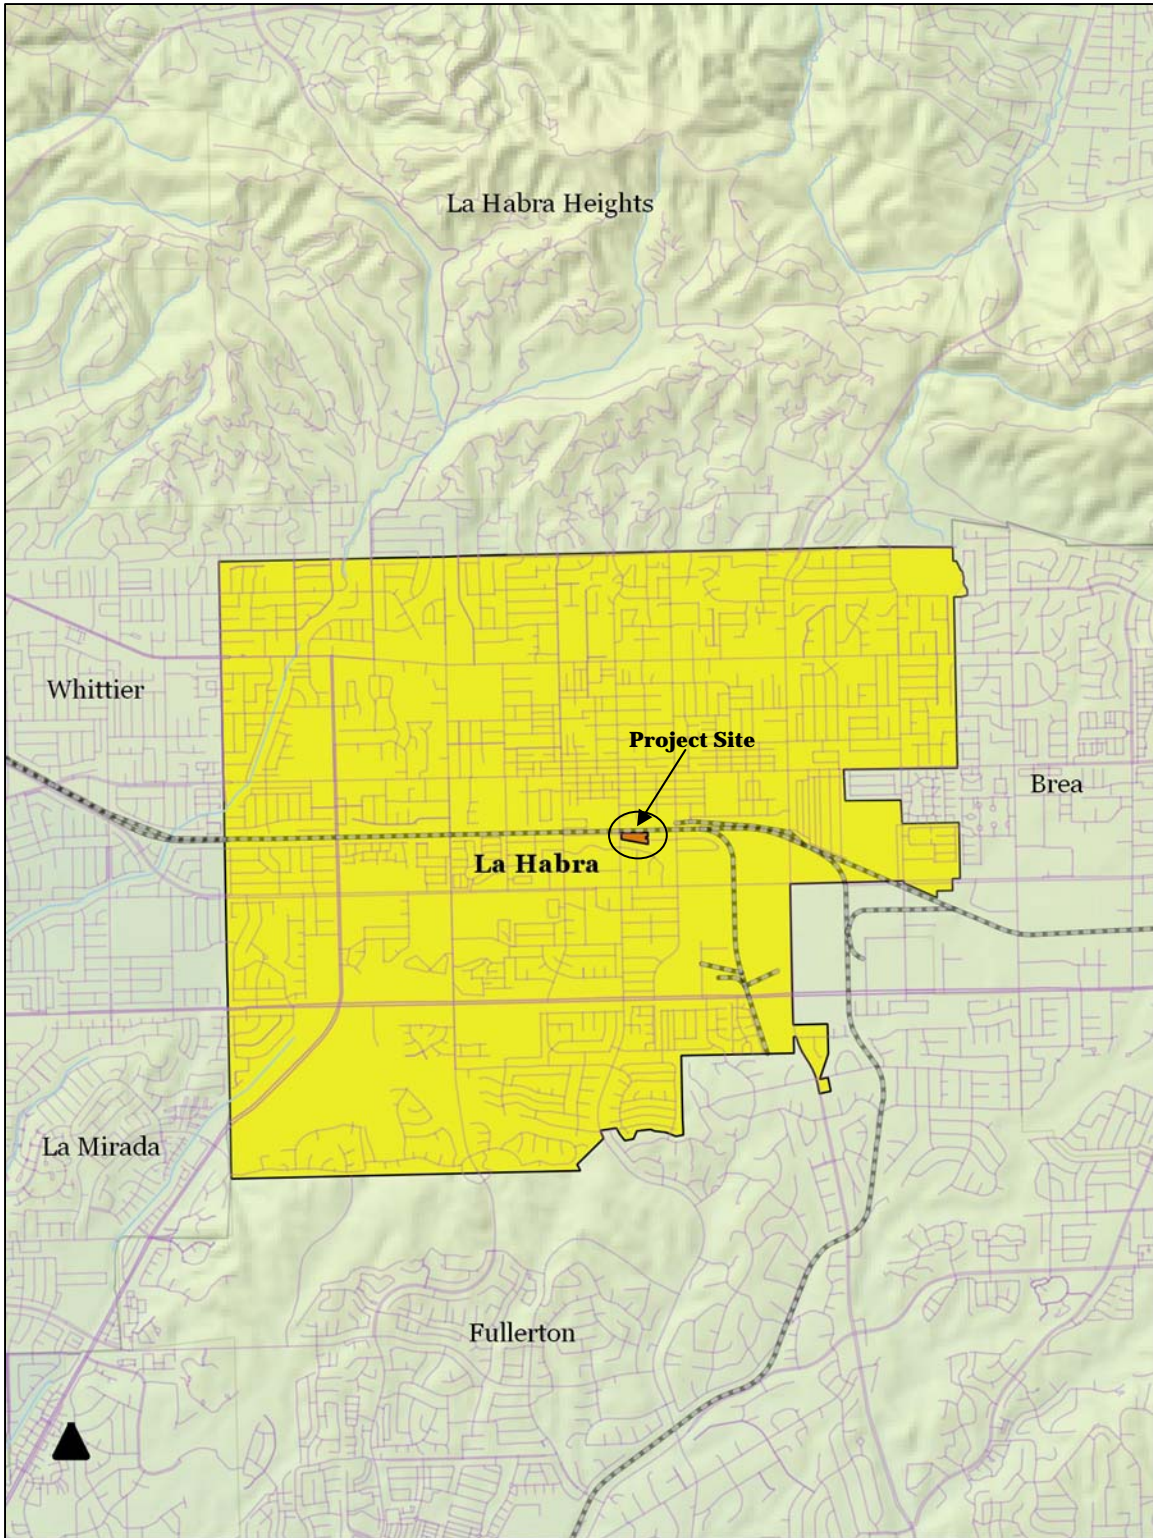 La Habra Heights
Whittier
Project Site
Brea
La Habra
La Mirada
Fullerton